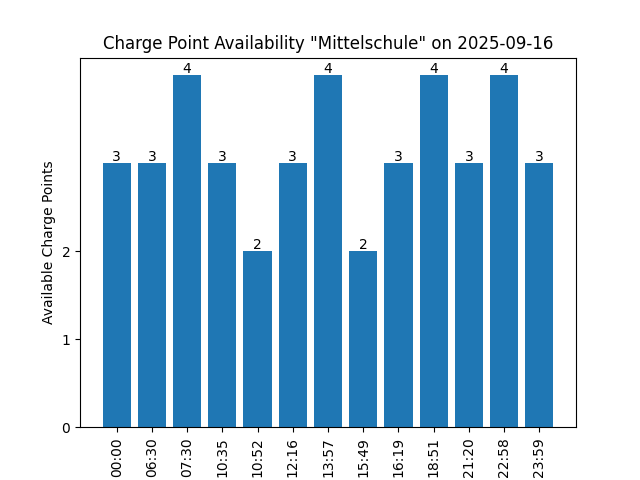 Charge Point Availability "Mittelschule" on 2025-09-16
4 4 4 4
3 3 3 3 3 3 3
2 2
Available Charge Points
2
1
0
00:00 06:30 07:30 10:35 10:52 12:16 13:57 15:49 16:19 18:51 21:20 22:58 23:59